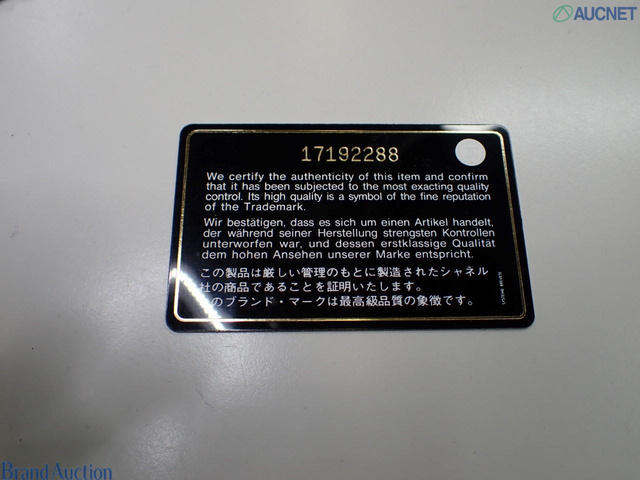 AUCNET
17192288
We certify the authenticity of this item and confirm
that it has been subjected to the most exacting quality
control. Its high quality is a symbol of the fine reputation
of the Trademark.
Wir bestätigen, dass es sich um einen Artikel handelt,
der während seiner Herstellung strengsten Kontrollen
unterworfen war, und dessen erstklassige Qualität
dem hohen Ansehen unserer Marke entspricht.
この製品は厳しい管理のもとに製造されたシャネル
社の商品であることを証明いたします。
このブランド・マークは最高級品質の象徴です。
Brand Auction